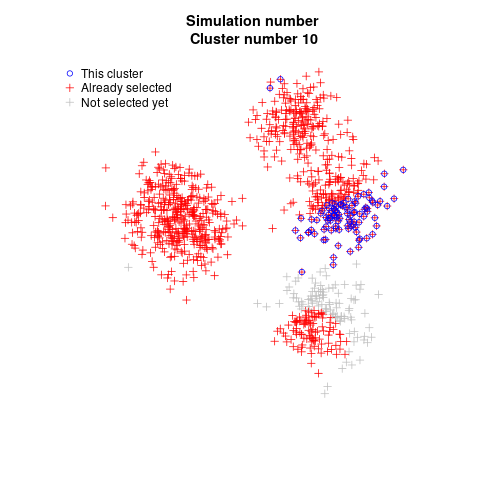 Simulation number
Cluster number 10
This cluster
Already selected
Not selected yet